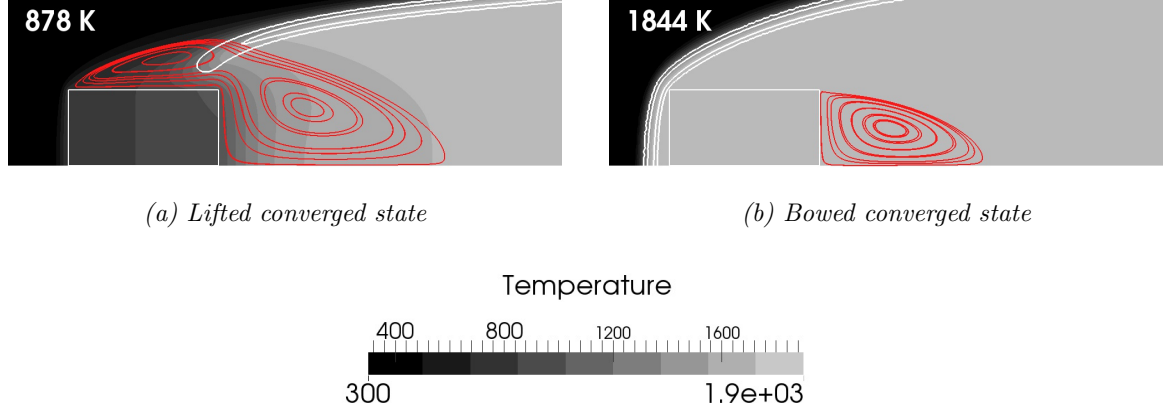 878 K
1844 K
(a) Lifted converged state
(b) Bowed converged state
Temperature
400 800 1200 1600
300 1.9e+03